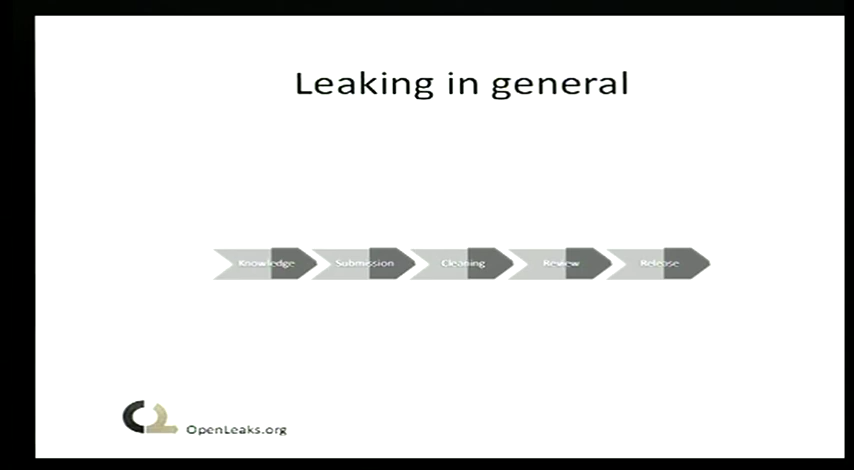 Leaking in general
Knowledge Submission Cleaning Review Release
OpenLeaks.org